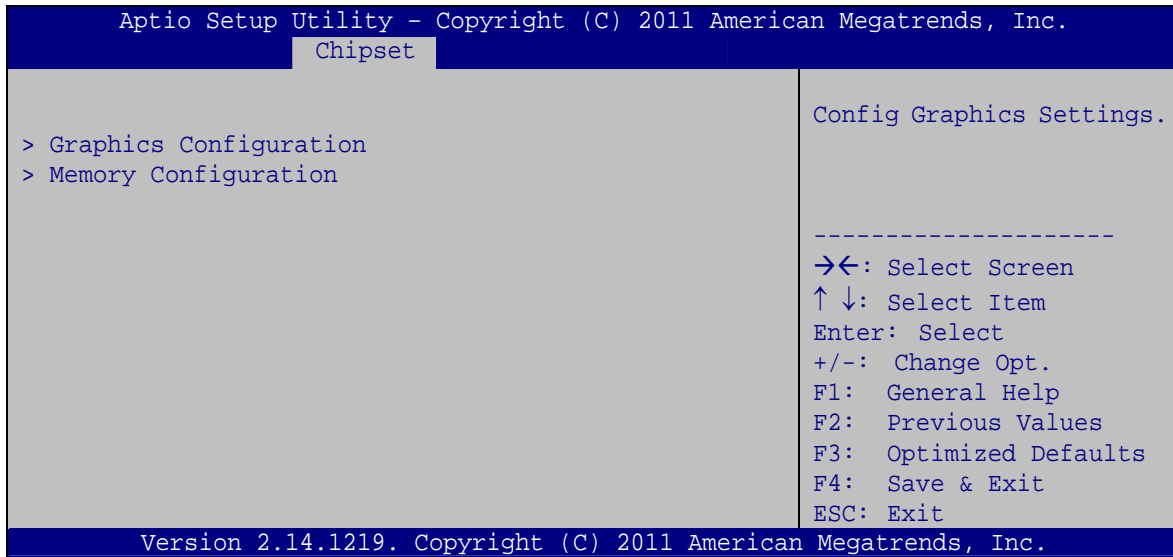 Aptio Setup Utility – Copyright (C) 2011 American Megatrends, Inc.
Chipset
> Graphics Configuration
> Memory Configuration
Config Graphics Settings.
---------------------
→←: Select Screen
↑ ↓: Select Item
Enter: Select
+/-: Change Opt.
F1: General Help
F2: Previous Values
F3: Optimized Defaults
F4: Save & Exit
ESC: Exit
Version 2.14.1219. Copyright (C) 2011 American Megatrends, Inc.